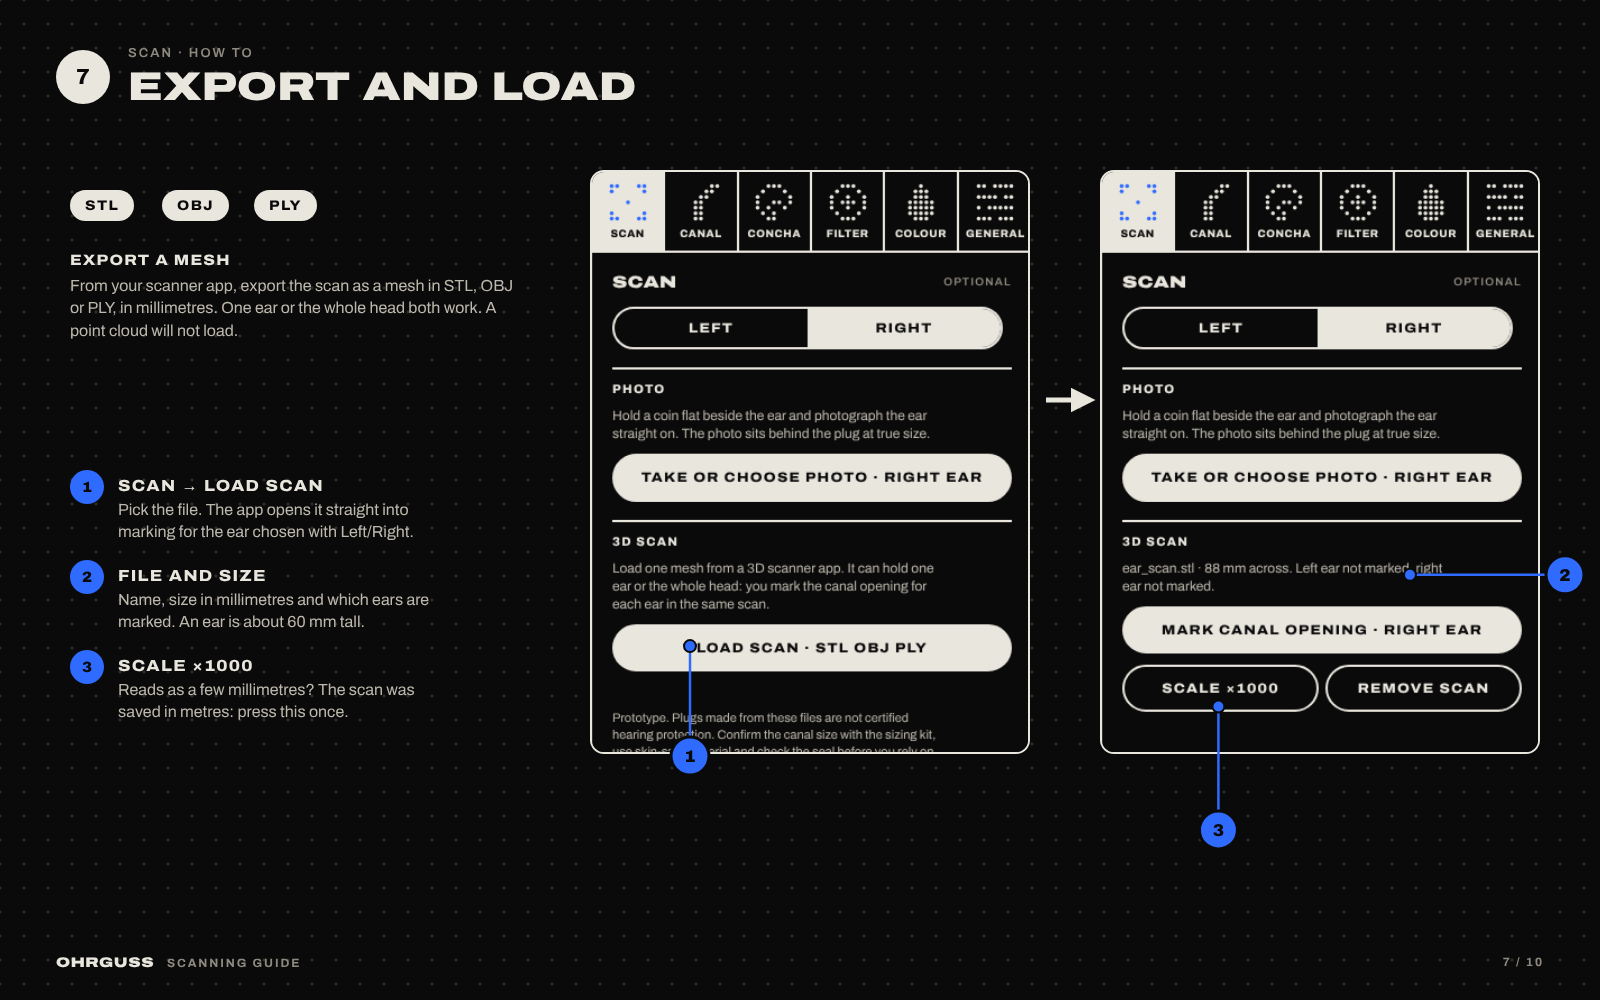 7
SCAN · HOW TO
EXPORT AND LOAD
STL OBJ PLY
EXPORT A MESH
From your scanner app, export the scan as a mesh in STL, OBJ
or PLY, in millimetres. One ear or the whole head both work. A
point cloud will not load.
1 SCAN → LOAD SCAN
Pick the file. The app opens it straight into
marking for the ear chosen with Left/Right.
2 FILE AND SIZE
Name, size in millimetres and which ears are
marked. An ear is about 60 mm tall.
3 SCALE ×1000
Reads as a few millimetres? The scan was
saved in metres: press this once.
SCAN CANAL CONCHA FILTER COLOUR GENERAL
SCAN OPTIONAL
LEFT RIGHT
PHOTO
Hold a coin flat beside the ear and photograph the ear
straight on. The photo sits behind the plug at true size.
TAKE OR CHOOSE PHOTO · RIGHT EAR
3D SCAN
Load one mesh from a 3D scanner app. It can hold one
ear or the whole head: you mark the canal opening for
each ear in the same scan.
LOAD SCAN · STL OBJ PLY
Prototype. Plugs made from these files are not certified
hearing protection. Confirm the canal size with the sizing kit,
and check the seal before you rely on
1
SCAN CANAL CONCHA FILTER COLOUR GENERAL
SCAN OPTIONAL
LEFT RIGHT
PHOTO
Hold a coin flat beside the ear and photograph the ear
straight on. The photo sits behind the plug at true size.
TAKE OR CHOOSE PHOTO · RIGHT EAR
3D SCAN
ear_scan.stl · 88 mm across. Left ear not marked, right
ear not marked.
2
MARK CANAL OPENING · RIGHT EAR
SCALE ×1000 REMOVE SCAN
3
OHRGUSS SCANNING GUIDE
7 / 10